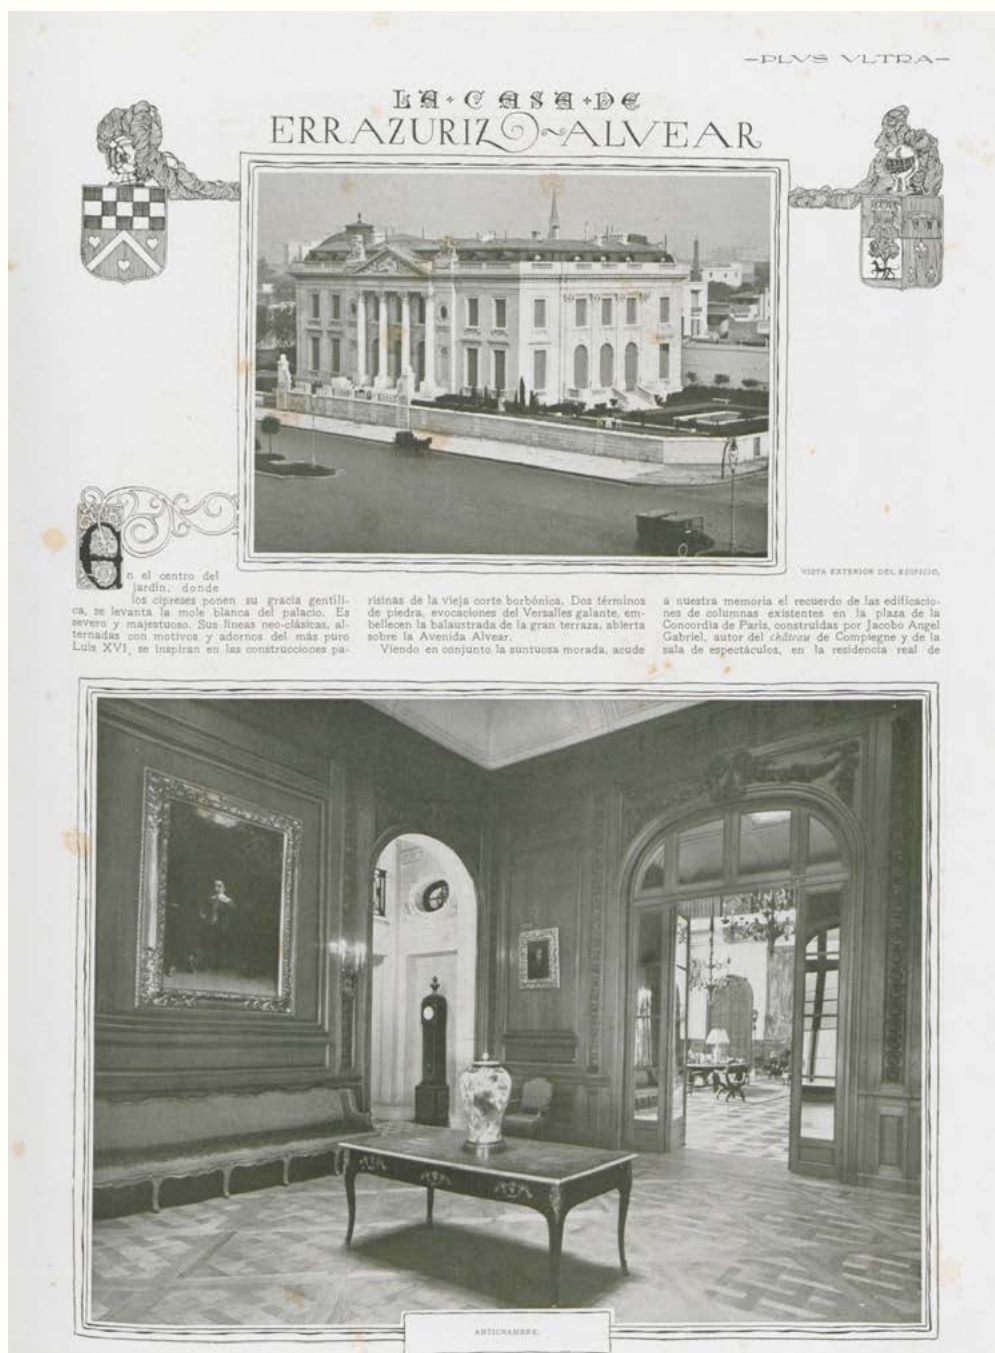 -PLVS VLTRA-
LA·CASA·DE
ERRAZURIZ~ALVEAR
VISTA EXTERIOR DEL EDIFICIO.
En el centro del
jardín, donde
los cipreses ponen su gracia gentíli-
ca, se levanta la mole blanca del palacio. Es
severo y majestuoso. Sus líneas neo-clásicas, al-
ternadas con motivos y adornos del más puro
Luis XVI, se inspiran en las construcciones pa-
risinas de la vieja corte borbónica. Dos términos
de piedra, evocaciones del Versalles galante, em-
bellecen la balaustrada de la gran terraza, abierta
sobre la Avenida Alvear.
Viendo en conjunto la suntuosa morada, acude
a nuestra memoria el recuerdo de las edificacio-
nes de columnas existentes en la plaza de la
Concordia de París, construídas por Jacobo Angel
Gabriel, autor del château de Compiegne y de la
sala de espectáculos, en la residencia real de
ANTICHAMBRE.